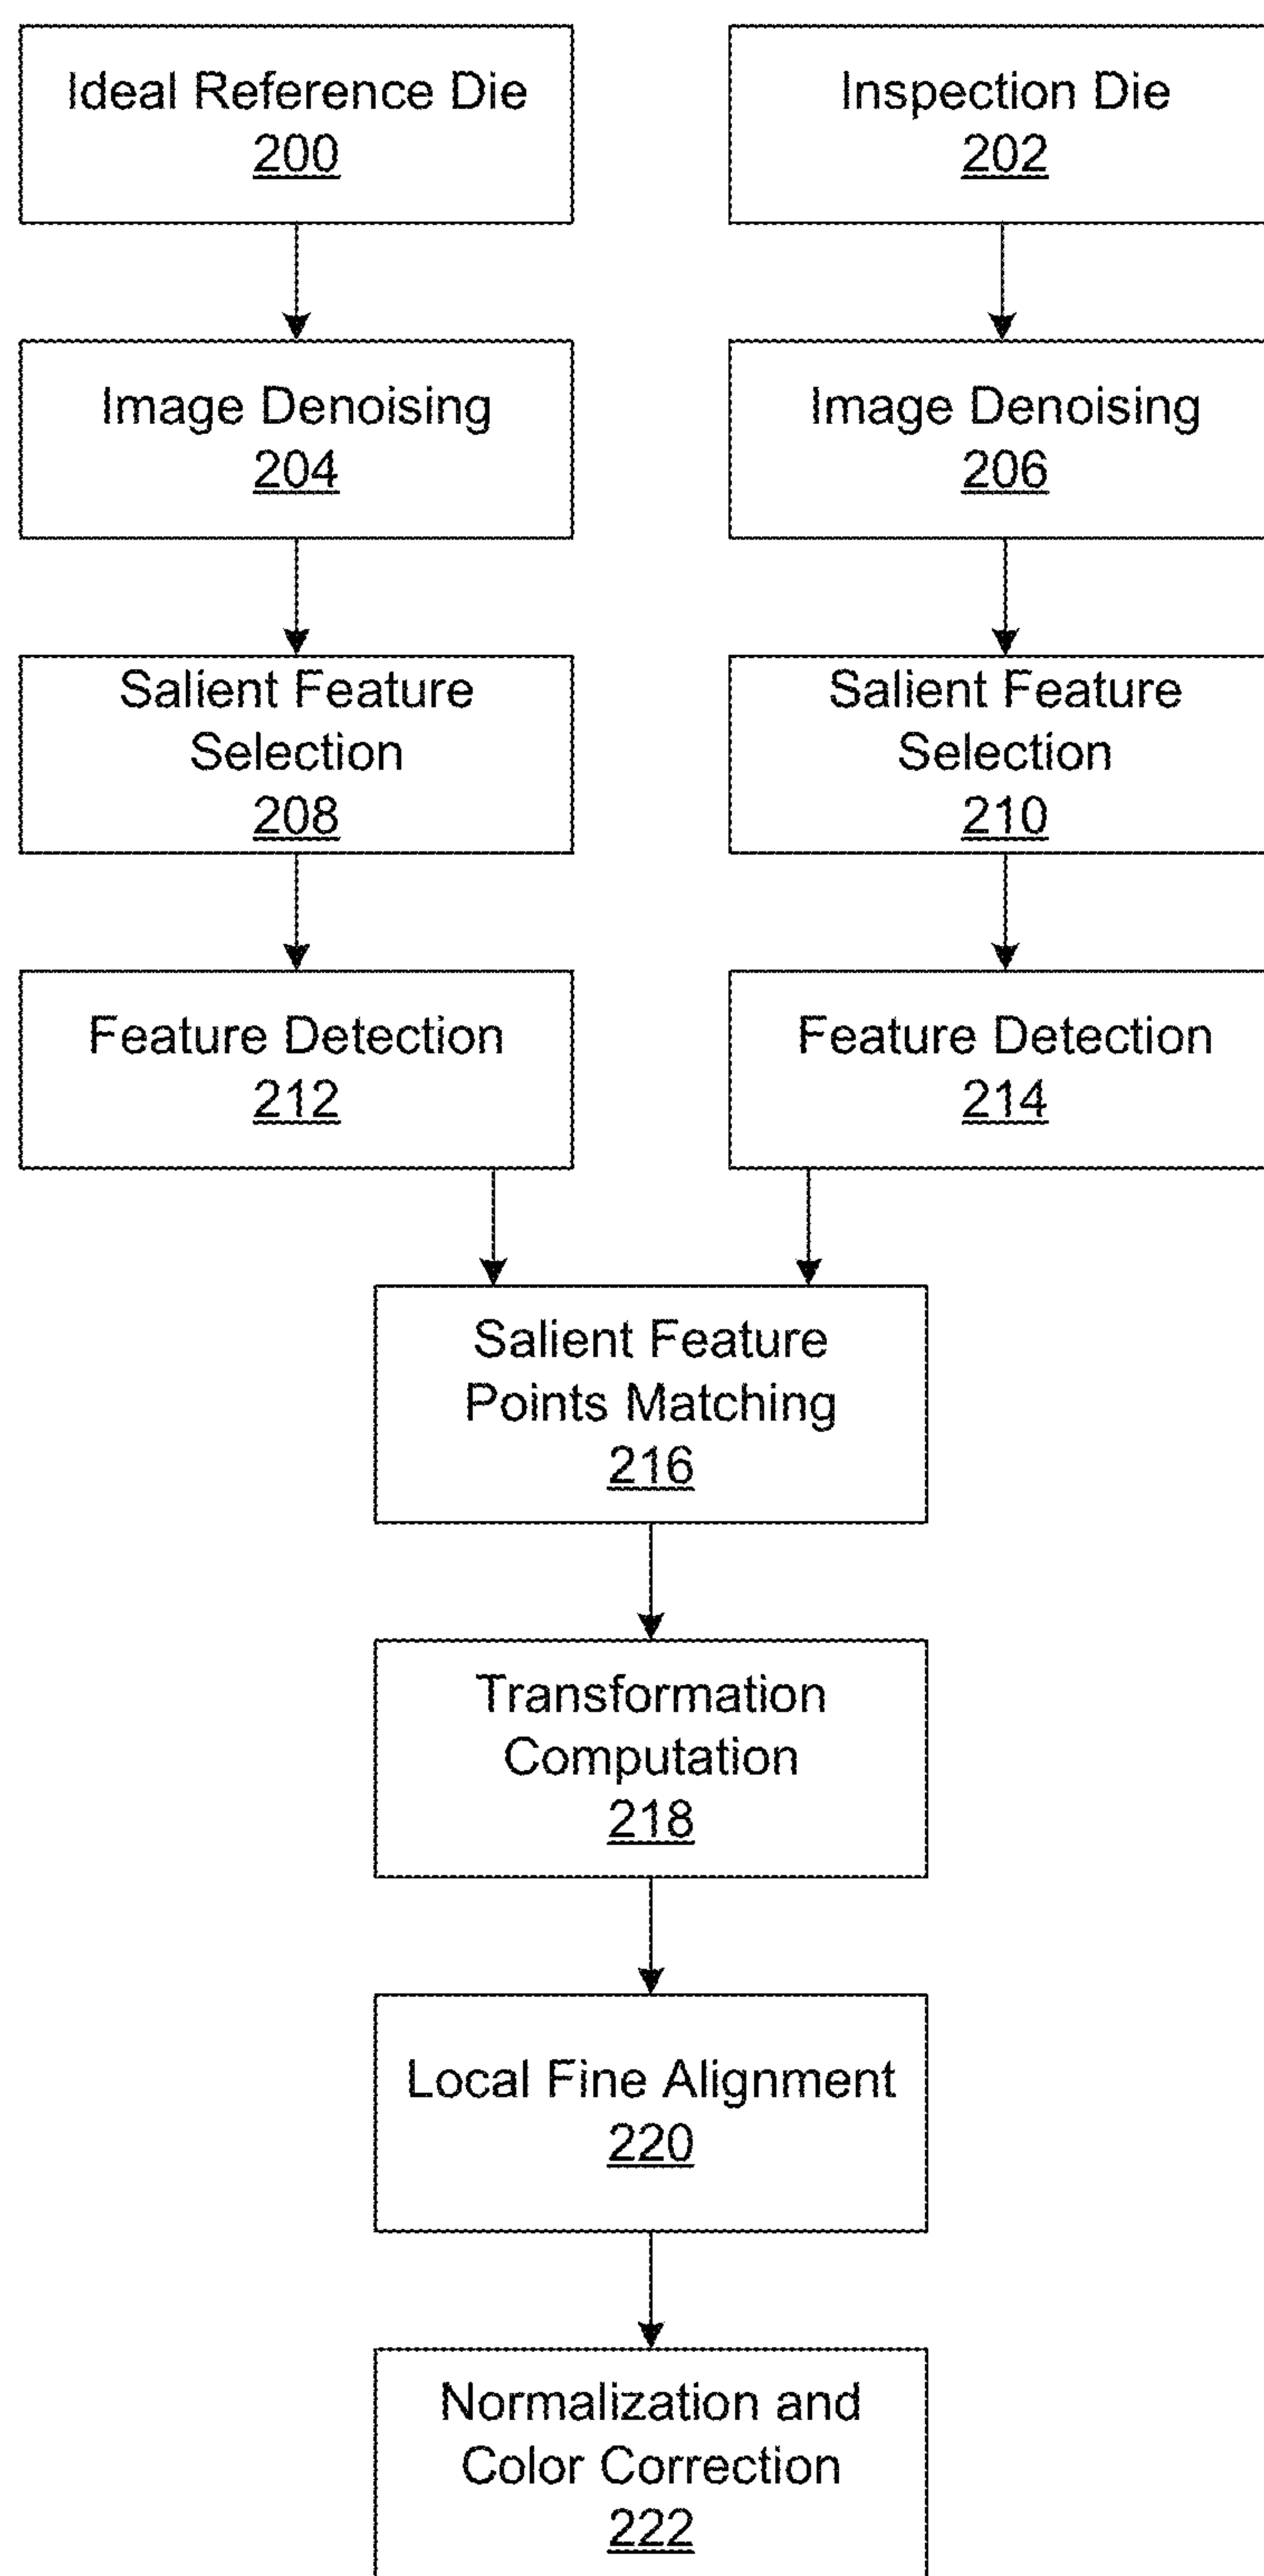 Ideal Reference Die
200
Inspection Die
202
Image Denoising
204
Image Denoising
206
Salient Feature
Selection
208
Salient Feature
Selection
210
Feature Detection
212
Feature Detection
214
Salient Feature
Points Matching
216
Transformation
Computation
218
Local Fine Alignment
220
Normalization and
Color Correction
222